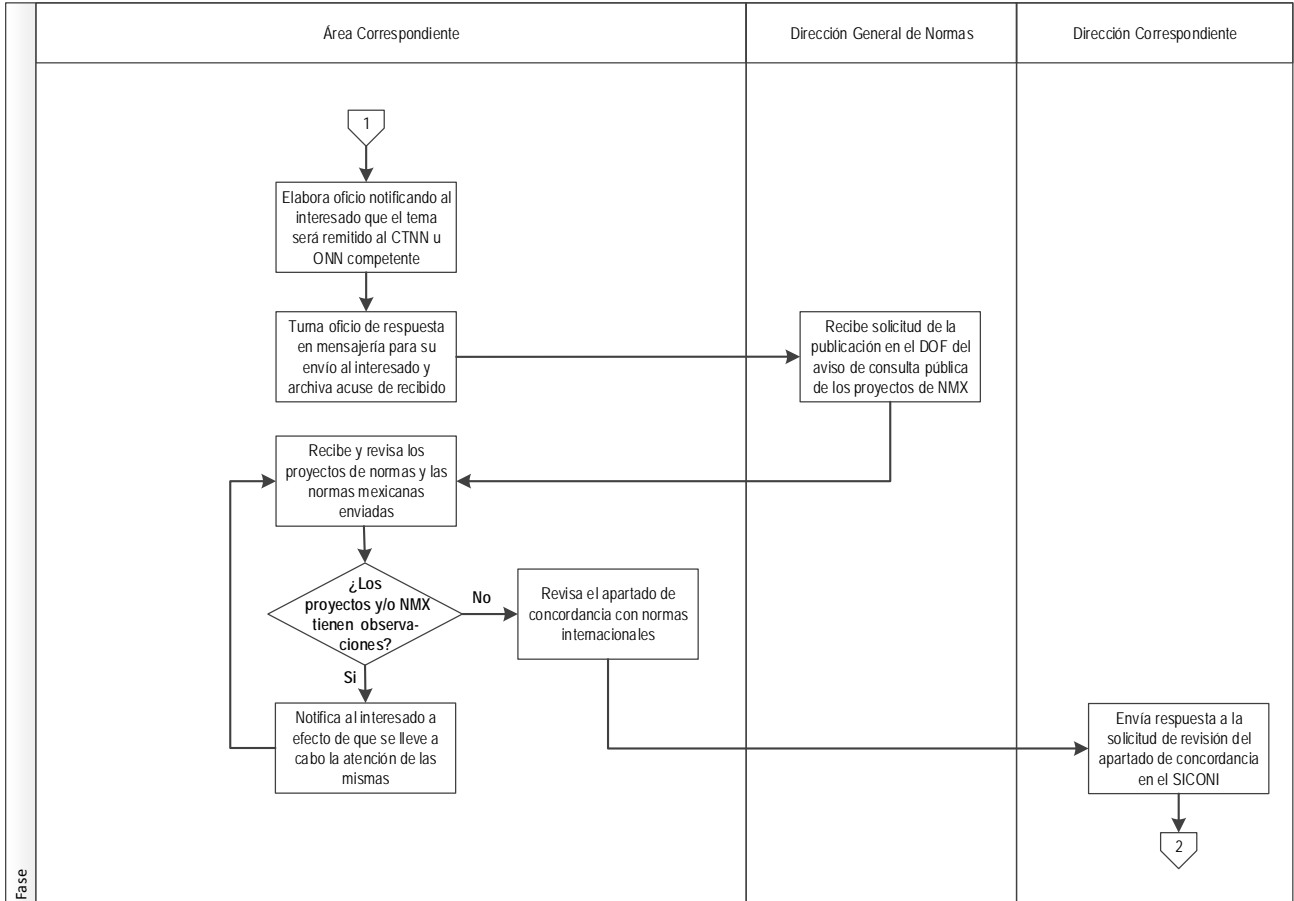 Área Correspondiente
Dirección General de Normas
Dirección Correspondiente
1
Elabora oficio notificando al
interesado que el tema
será remitido al CTNN u
ONN competente
Turna oficio de respuesta
en mensajería para su
envío al interesado y
archiva acuse de recibido
Recibe solicitud de la
publicación en el DOF del
aviso de consulta pública
de los proyectos de NMX
Recibe y revisa los
proyectos de normas y las
normas mexicanas
enviadas
¿Los
proyectos y/o NMX
tienen observa-
ciones?
No
Revisa el apartado de
concordancia con normas
internacionales
Si
Notifica al interesado a
efecto de que se lleve a
cabo la atención de las
mismas
Envía respuesta a la
solicitud de revisión del
apartado de concordancia
en el SICONI
2
Fase